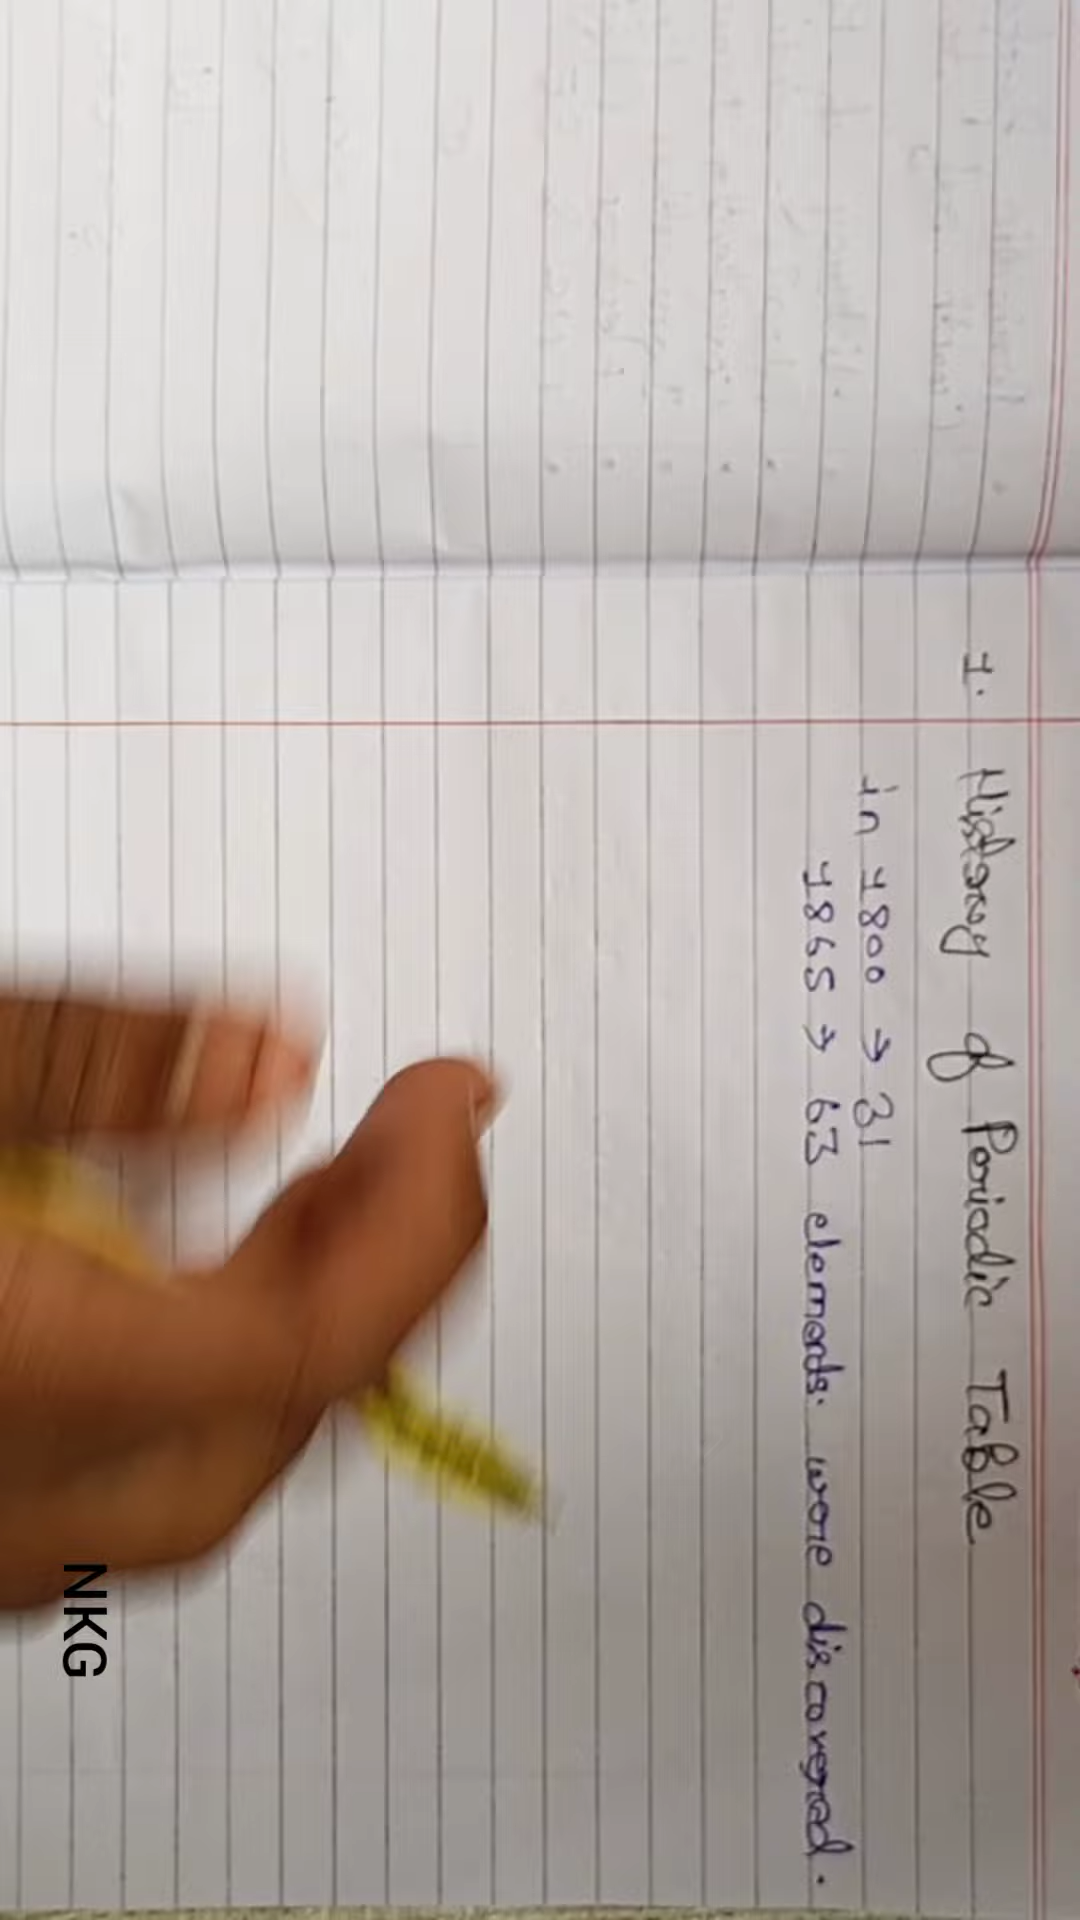 1. History of Periodic Table
in 1800 → 31
1865 → 63 elements. were discovered.
NKG